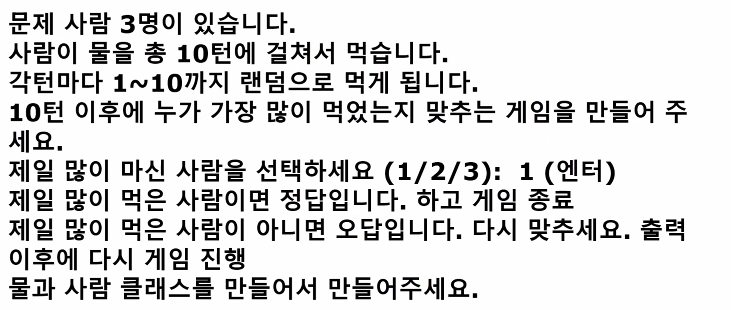 문제 사람 3명이 있습니다.
사람이 물을 총 10턴에 걸쳐서 먹습니다.
각턴마다 1~10까지 랜덤으로 먹게 됩니다.
10턴 이후에 누가 가장 많이 먹었는지 맞추는 게임을 만들어 주
세요.
제일 많이 마신 사람을 선택하세요 (1/2/3):  1 (엔터)
제일 많이 먹은 사람이면 정답입니다. 하고 게임 종료
제일 많이 먹은 사람이 아니면 오답입니다. 다시 맞추세요. 출력
이후에 다시 게임 진행
물과 사람 클래스를 만들어서 만들어주세요.